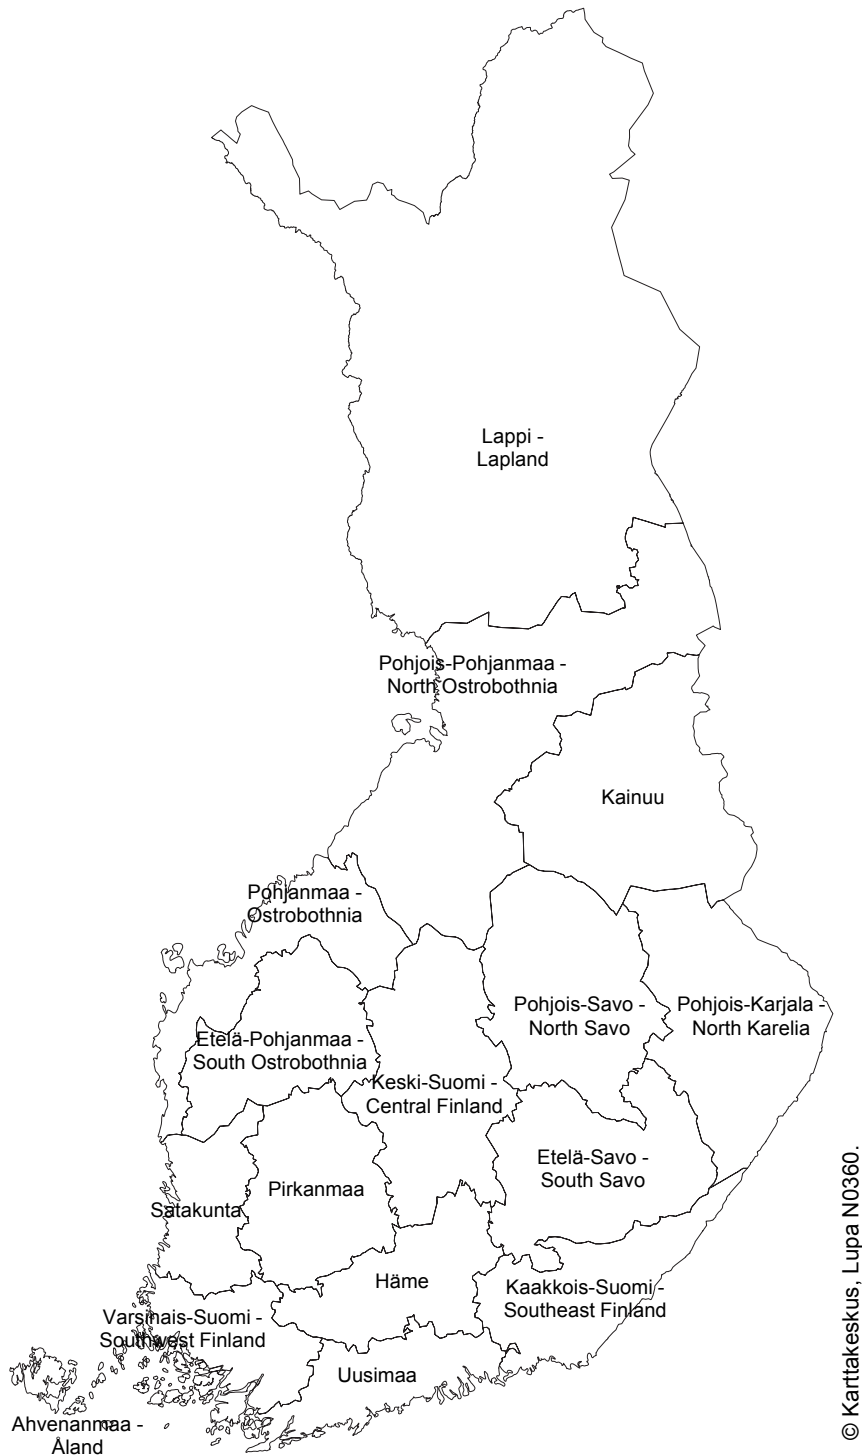 Lappi -
Lapland
Pohjois-Pohjanmaa -
North Ostrobothnia
Kainuu
Pohjanmaa -
Ostrobothnia
Pohjois-Savo -
North Savo
Pohjois-Karjala -
North Karelia
Etelä-Pohjanmaa -
South Ostrobothnia
Keski-Suomi -
Central Finland
Etelä-Savo -
South Savo
Pirkanmaa
Satakunta
Häme
Kaakkois-Suomi -
Southeast Finland
Varsinais-Suomi -
Southwest Finland
Uusimaa
Ahvenanmaa -
Åland
© Karttakeskus, Lupa N0360.